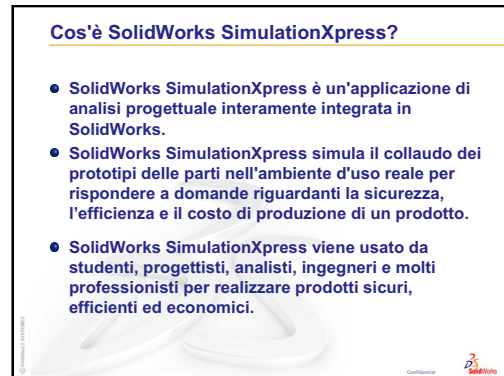 Cos'è SolidWorks SimulationXpress?
SolidWorks SimulationXpress è un'applicazione di
analisi progettuale interamente integrata in
SolidWorks.
SolidWorks SimulationXpress simula il collaudo dei
prototipi delle parti nell'ambiente d'uso reale per
rispondere a domande riguardanti la sicurezza,
l'efficienza e il costo di produzione di un prodotto.
SolidWorks SimulationXpress viene usato da
studenti, progettisti, analisti, ingegneri e molti
professionisti per realizzare prodotti sicuri,
efficienti ed economici.
© DASSAULT SYSTEMES
Confidential
SolidWorks